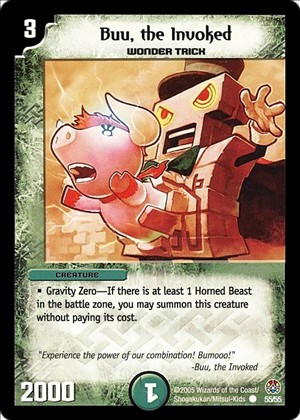 3
Buu, the Invoked
WONDER TRICK
CREATURE
▪ Gravity Zero—If there is at least 1 Horned Beast
in the battle zone, you may summon this creature
without paying its cost.
"Experience the power of our combination! Bumooo!"
-Buu, the Invoked
2000
1
©2005 Wizards of the Coast/
Shogakukan/Mitsui-Kids
55/55